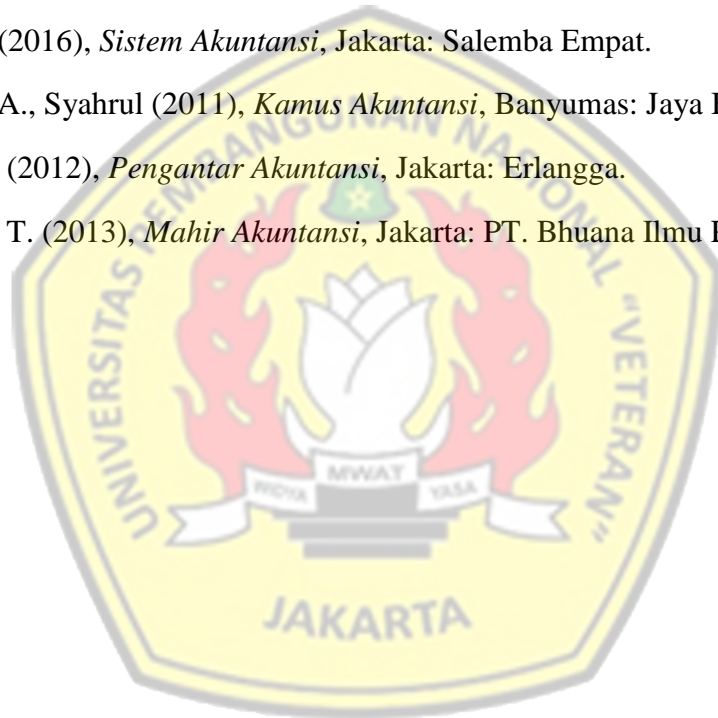 (2016), Sistem Akuntansi, Jakarta: Salemba Empat.
A., Syahrul (2011), Kamus Akuntansi, Banyumas: Jaya
(2012), Pengantar Akuntansi, Jakarta: Erlangga.
T. (2013), Mahir Akuntansi, Jakarta: PT. Bhuana Ilmu
UNIVERSITAS PEMBANGUNAN NASIONAL "VETERAN"
WIDYA MWAT YASA
JAKARTA